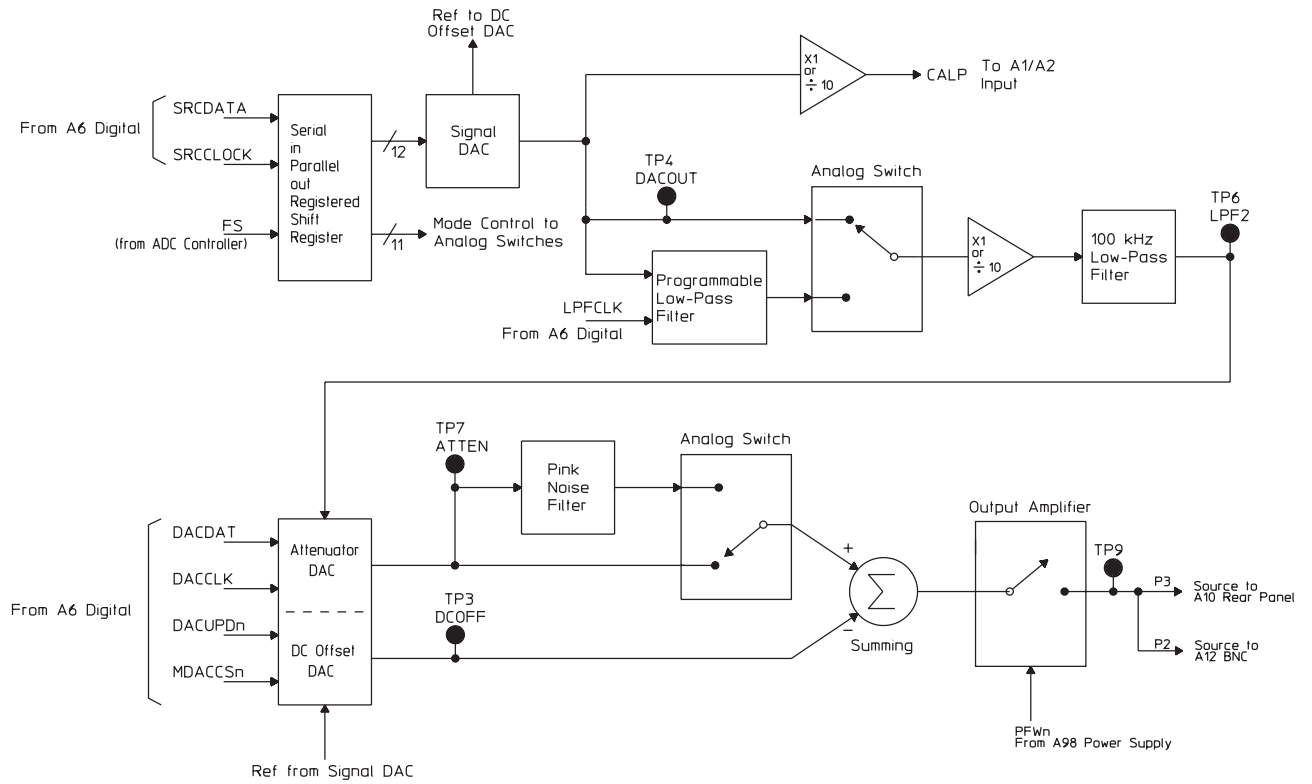 Ref to DC
Offset DAC
SRCDATA
From A6 Digital
SRCCLOCK
FS
(from ADC Controller)
Serial
in
Parallel
out
Registered
Shift
Register
12
11
Signal
DAC
Mode Control to
Analog Switches
X1
or
÷ 10
CALP
To A1/A2
Input
TP4
DACOUT
Analog Switch
Programmable
Low-Pass
Filter
LPFCLK
From A6 Digital
X1
or
÷ 10
100 kHz
Low-Pass
Filter
TP6
LPF2
TP7
ATTEN
Pink
Noise
Filter
Analog Switch
DACDAT
DACCLK
From A6 Digital
DACUPDn
MDACCSn
Attenuator
DAC
DC Offset
DAC
TP3
DCOFF
Ref from Signal DAC
+
Σ
−
Summing
Output Amplifier
TP9
P3
Source to
A10 Rear Panel
P2
Source to
A12 BNC
PFWn
From A98 Power Supply